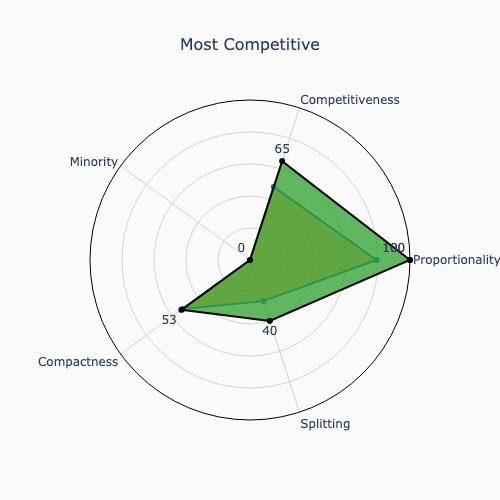 Most Competitive
Competitiveness
65
Minority
0
100
Proportionality
53
40
Compactness
Splitting